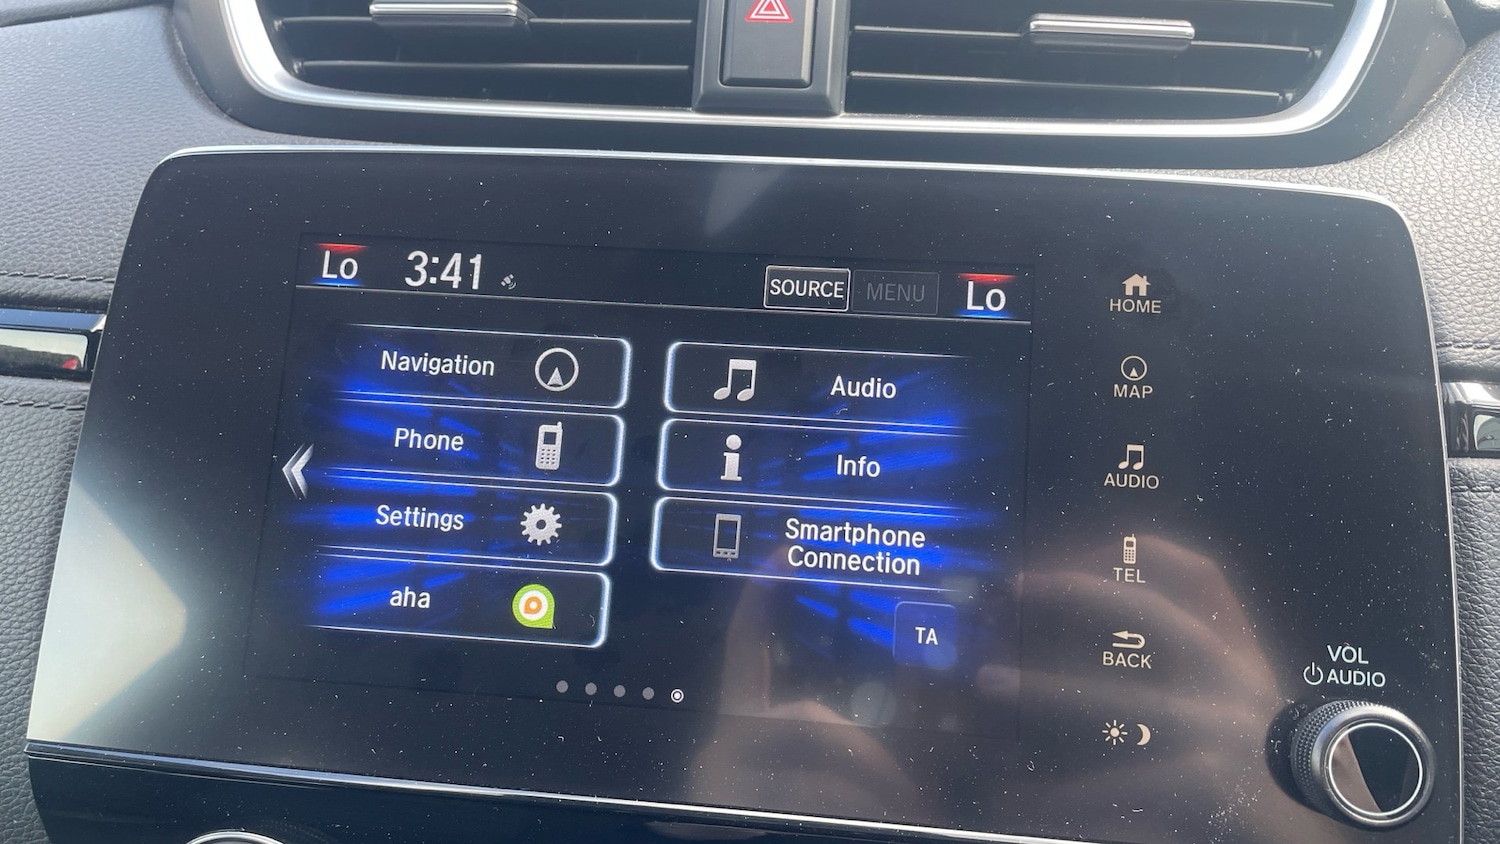 Lo 3:41 SOURCE MENU Lo
HOME
Navigation
Audio
MAP
Phone
Info
AUDIO
Settings
Smartphone
Connection
TEL
aha
TA
BACK
VOL
AUDIO